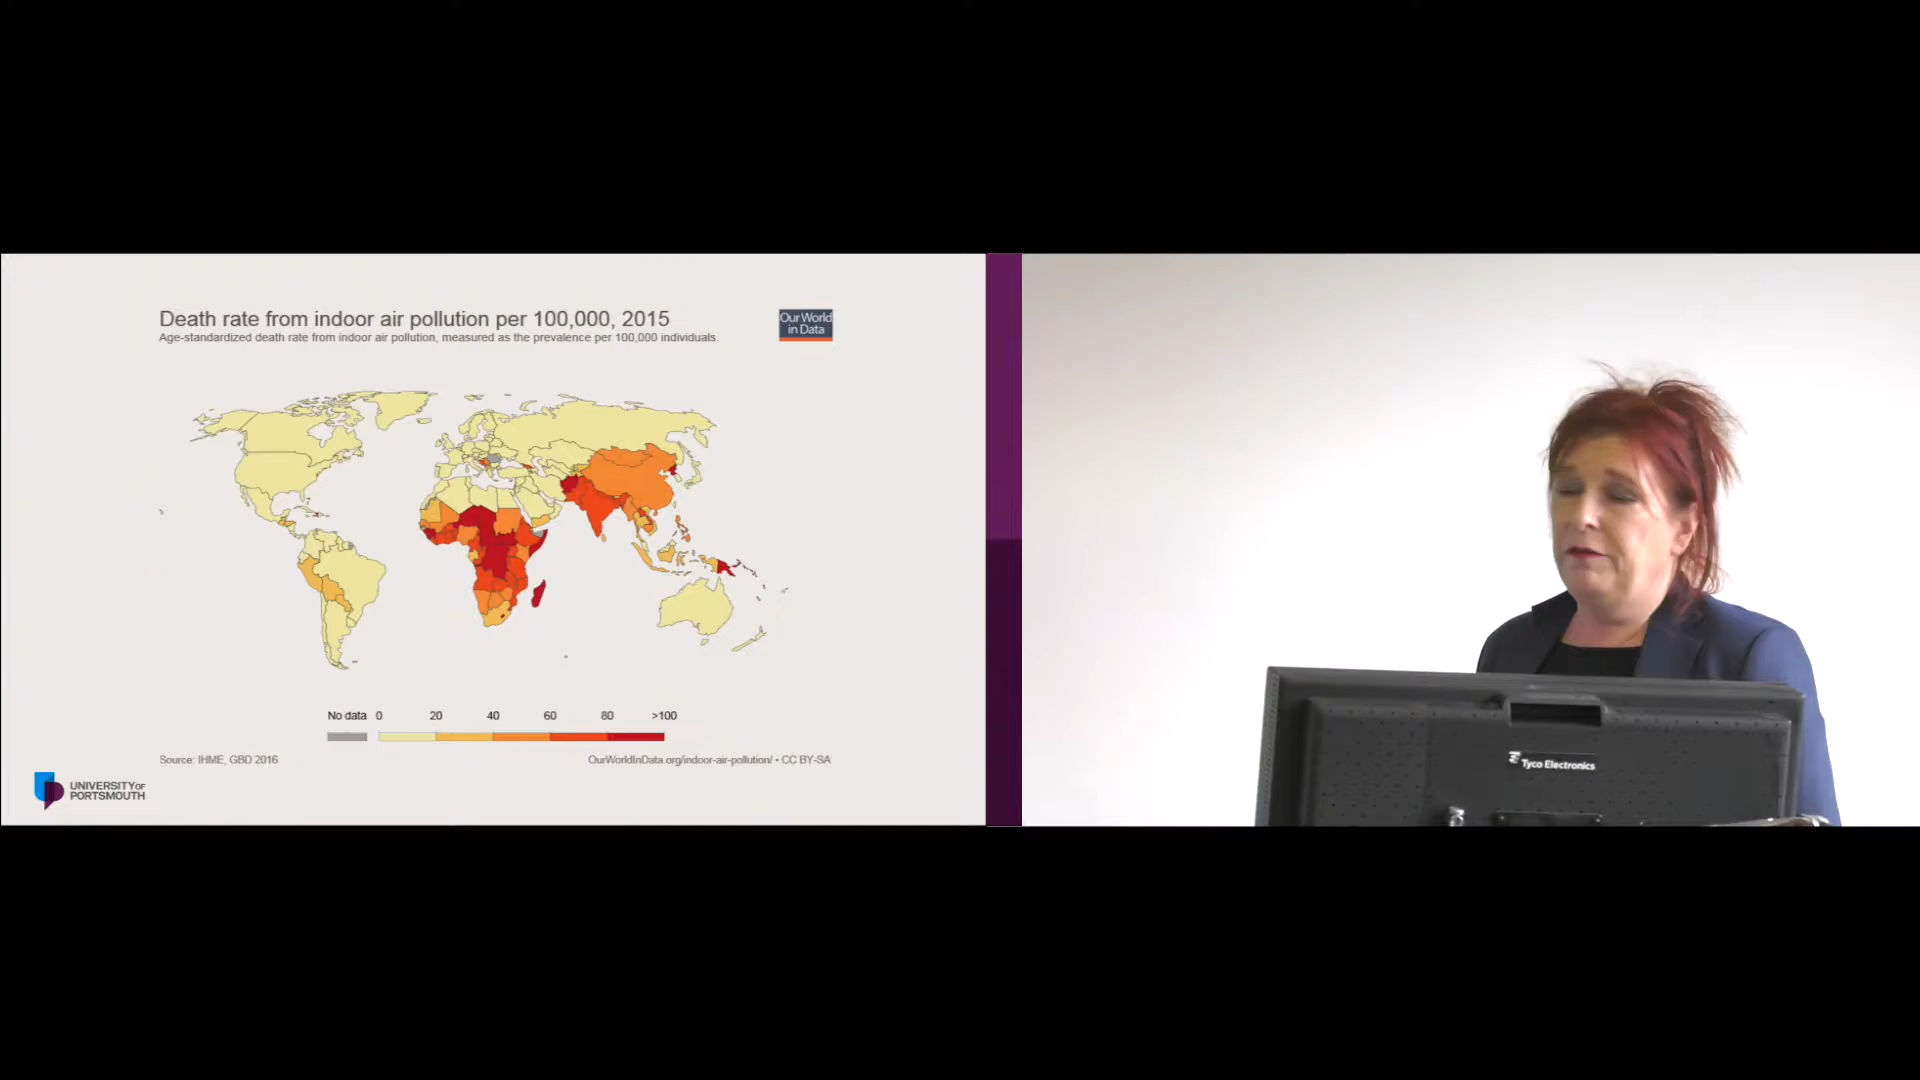 Death rate from indoor air pollution per 100,000, 2015
Age-standardized death rate from indoor air pollution, measured as the prevalence per 100,000 individuals.
Our World
in Data
No data 0 20 40 60 80 >100
Source: IHME, GBD 2016
OurWorldInData.org/indoor-air-pollution/ • CC BY-SA
UNIVERSITY OF
PORTSMOUTH
Tyco Electronics